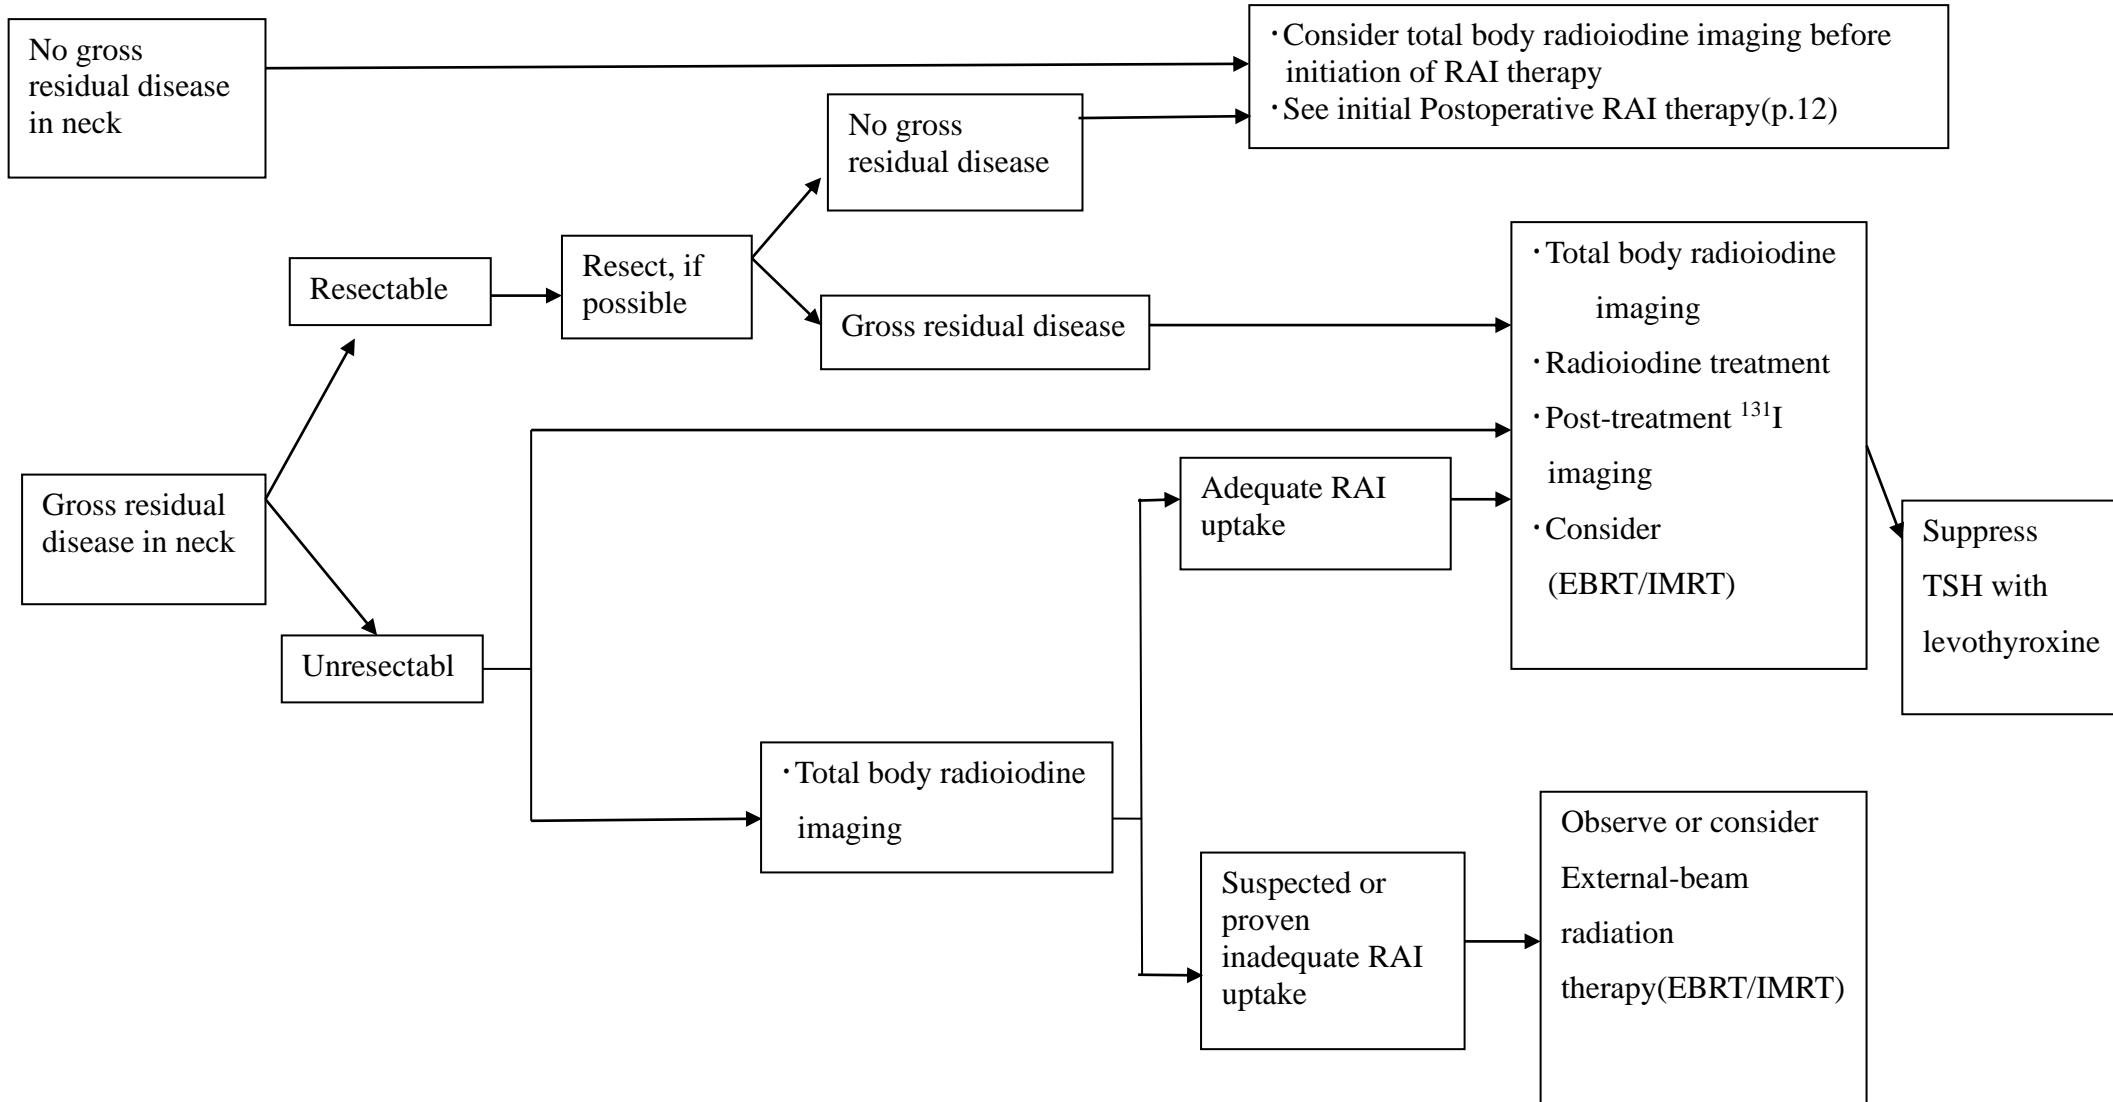 No gross
residual disease
in neck
·Consider total body radioiodine imaging before
initiation of RAI therapy
·See initial Postoperative RAI therapy(p.12)
No gross
residual disease
Resectable
Resect, if
possible
Gross residual disease
·Total body radioiodine
imaging
·Radioiodine treatment
·Post-treatment ¹³¹I
imaging
·Consider
(EBRT/IMRT)
Gross residual
disease in neck
Adequate RAI
uptake
Suppress
TSH with
levothyroxine
Unresectabl
·Total body radioiodine
imaging
Suspected or
proven
inadequate RAI
uptake
Observe or consider
External-beam
radiation
therapy(EBRT/IMRT)